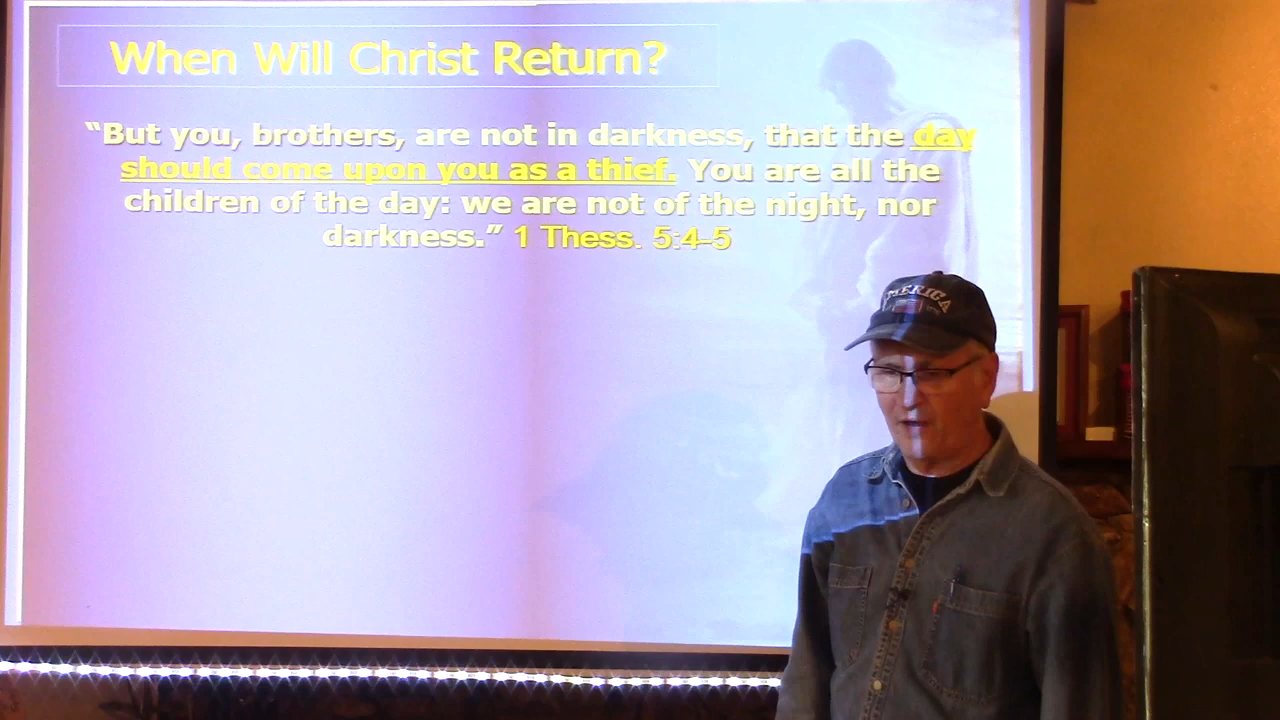 When Will Christ Return?
“But you, brothers, are not in darkness, that the day
should come upon you as a thief. You are all the
children of the day: we are not of the night, nor
darkness.” 1 Thess. 5:4-5
AMERICA